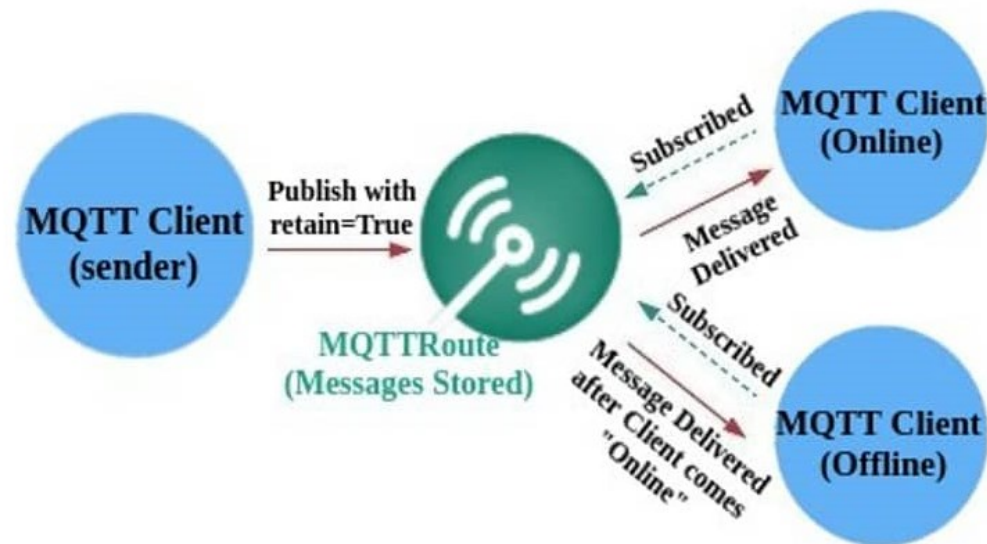 MQTT Client
(sender)
Publish with
retain=True
MQTTRoute
(Messages Stored)
Subscribed
Message
Delivered
MQTT Client
(Online)
Subscribed
Message Delivered
after Client comes
"Online"
MQTT Client
(Offline)